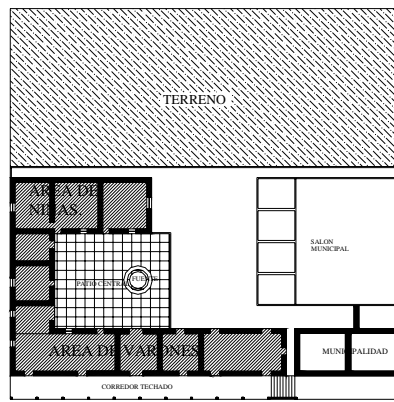 TERRENO
AREA DE
NIÑAS.
SALON
MUNICIPAL
FUENTE
PATIO CENTRAL
AREA DE VARONES
MUNICIPALIDAD
CORREDOR TECHADO